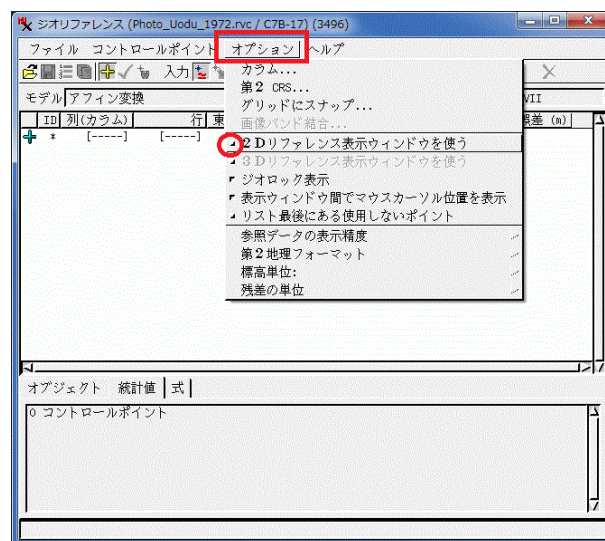 ジオリファレンス (Photo_Uodu_1972.rvc / C7B-17) (3496)
ファイル コントロールポイント オプション ヘルプ
入力
モデル アフィン変換 VII
ID 列(カラム) 行 東 誤差 (m)
* [-----] [-----]
カラム...
第2 CRS...
グリッドにスナップ...
画像バンド結合...
2Dリファレンス表示ウィンドウを使う
3Dリファレンス表示ウィンドウを使う
ジオロック表示
表示ウィンドウ間でマウスカーソル位置を表示
リスト最後にある使用しないポイント
参照データの表示精度
第2地理フォーマット
標高単位:
残差の単位
オブジェクト 統計値 式
0 コントロールポイント